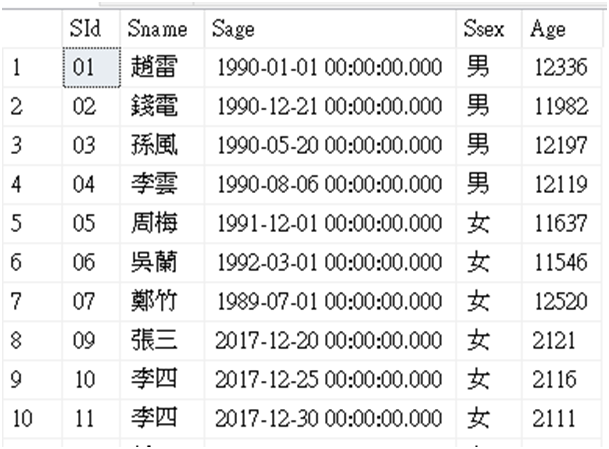 SId Sname Sage Ssex Age
1 01 趙雷 1990-01-01 00:00:00.000 男 12336
2 02 錢電 1990-12-21 00:00:00.000 男 11982
3 03 孫風 1990-05-20 00:00:00.000 男 12197
4 04 李雲 1990-08-06 00:00:00.000 男 12119
5 05 周梅 1991-12-01 00:00:00.000 女 11637
6 06 吳蘭 1992-03-01 00:00:00.000 女 11546
7 07 鄭竹 1989-07-01 00:00:00.000 女 12520
8 09 張三 2017-12-20 00:00:00.000 女 2121
9 10 李四 2017-12-25 00:00:00.000 女 2116
10 11 李四 2017-12-30 00:00:00.000 女 2111